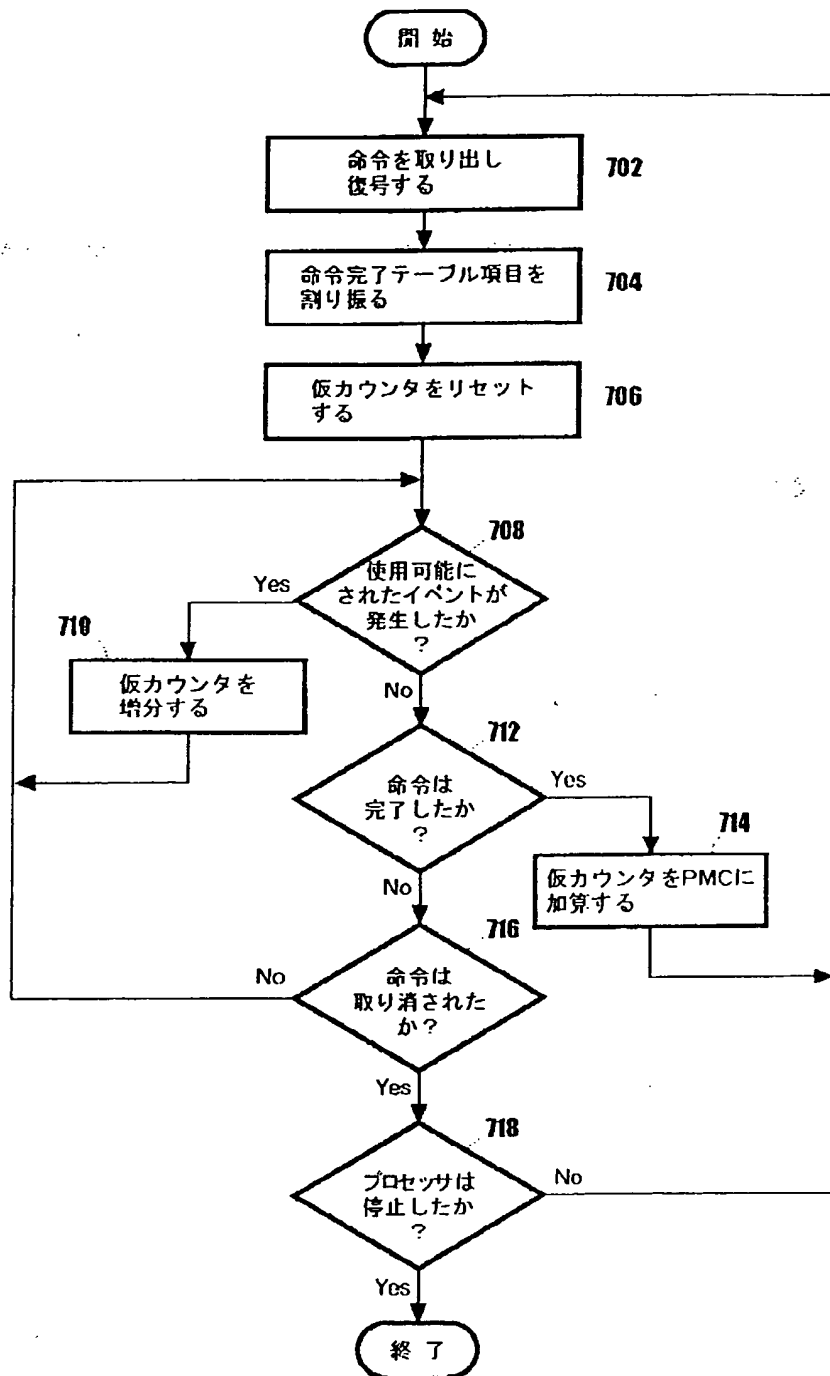 開始
命令を取り出し
復号する
702
命令完了テーブル項目を
割り振る
704
仮カウンタをリセット
する
706
708
使用可能に
されたイベントが
発生したか
?
Yes
No
710
仮カウンタを
増分する
712
命令は
完了したか
?
Yes
No
714
仮カウンタをPMCに
加算する
716
命令は
取り消された
か?
No
Yes
718
プロセッサは
停止したか
?
No
Yes
終了